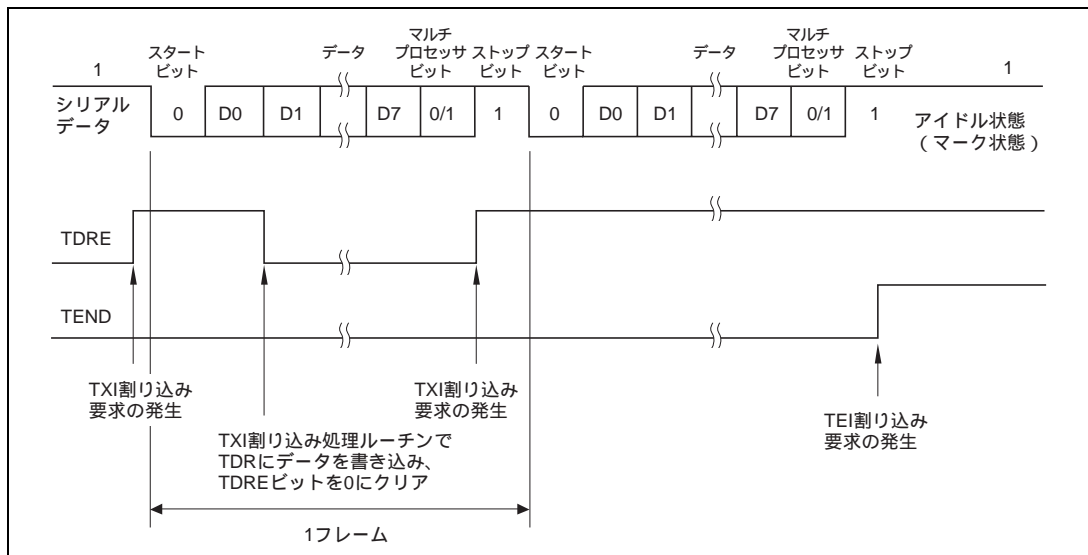 マルチ
プロセッサ
ビット
マルチ
プロセッサ
ビット
スタート
ビット
データ
ストップ
ビット
スタート
ビット
データ
ストップ
ビット
1
1
シリアル
データ
0 D0 D1 D7 0/1 1 0 D0 D1 D7 0/1 1
アイドル状態
(マーク状態)
TDRE
TEND
TXI割り込み
要求の発生
TXI割り込み処理ルーチンで
TDRにデータを書き込み、
TDREビットを0にクリア
TXI割り込み
要求の発生
TEI割り込み
要求の発生
1フレーム